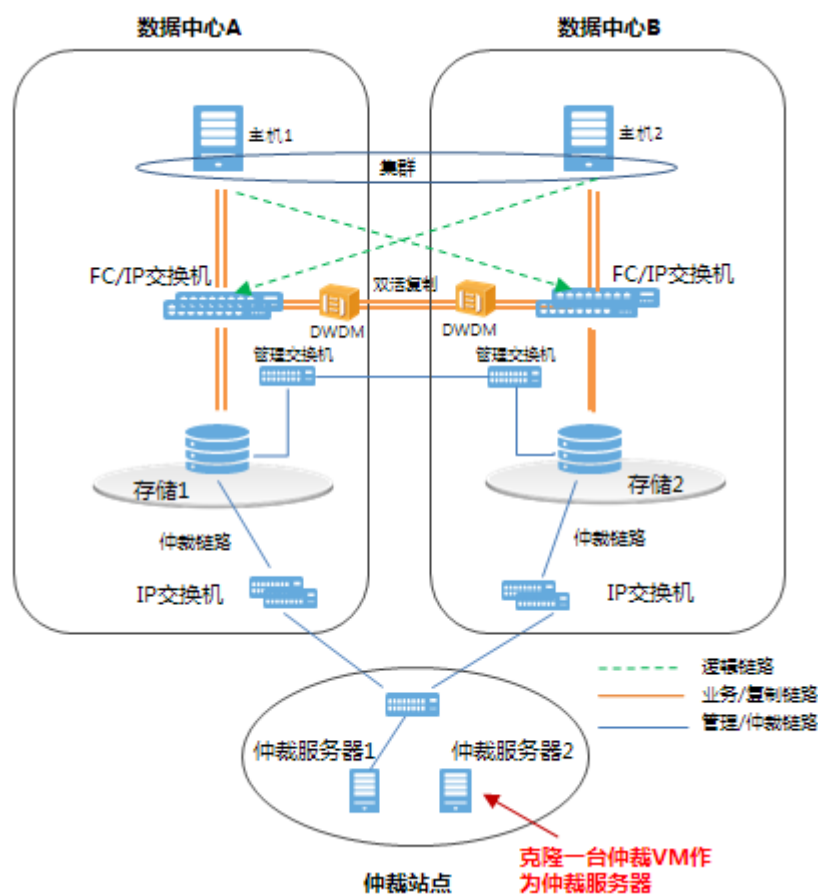 数据中心A
数据中心B
主机1
主机2
集群
FC/IP交换机
双活复制
FC/IP交换机
DWDM
DWDM
管理交换机
管理交换机
存储1
存储2
仲裁链路
仲裁链路
IP交换机
IP交换机
逻辑链路
业务/复制链路
管理/仲裁链路
仲裁服务器1
仲裁服务器2
克隆一台仲裁VM作
为仲裁服务器
仲裁站点